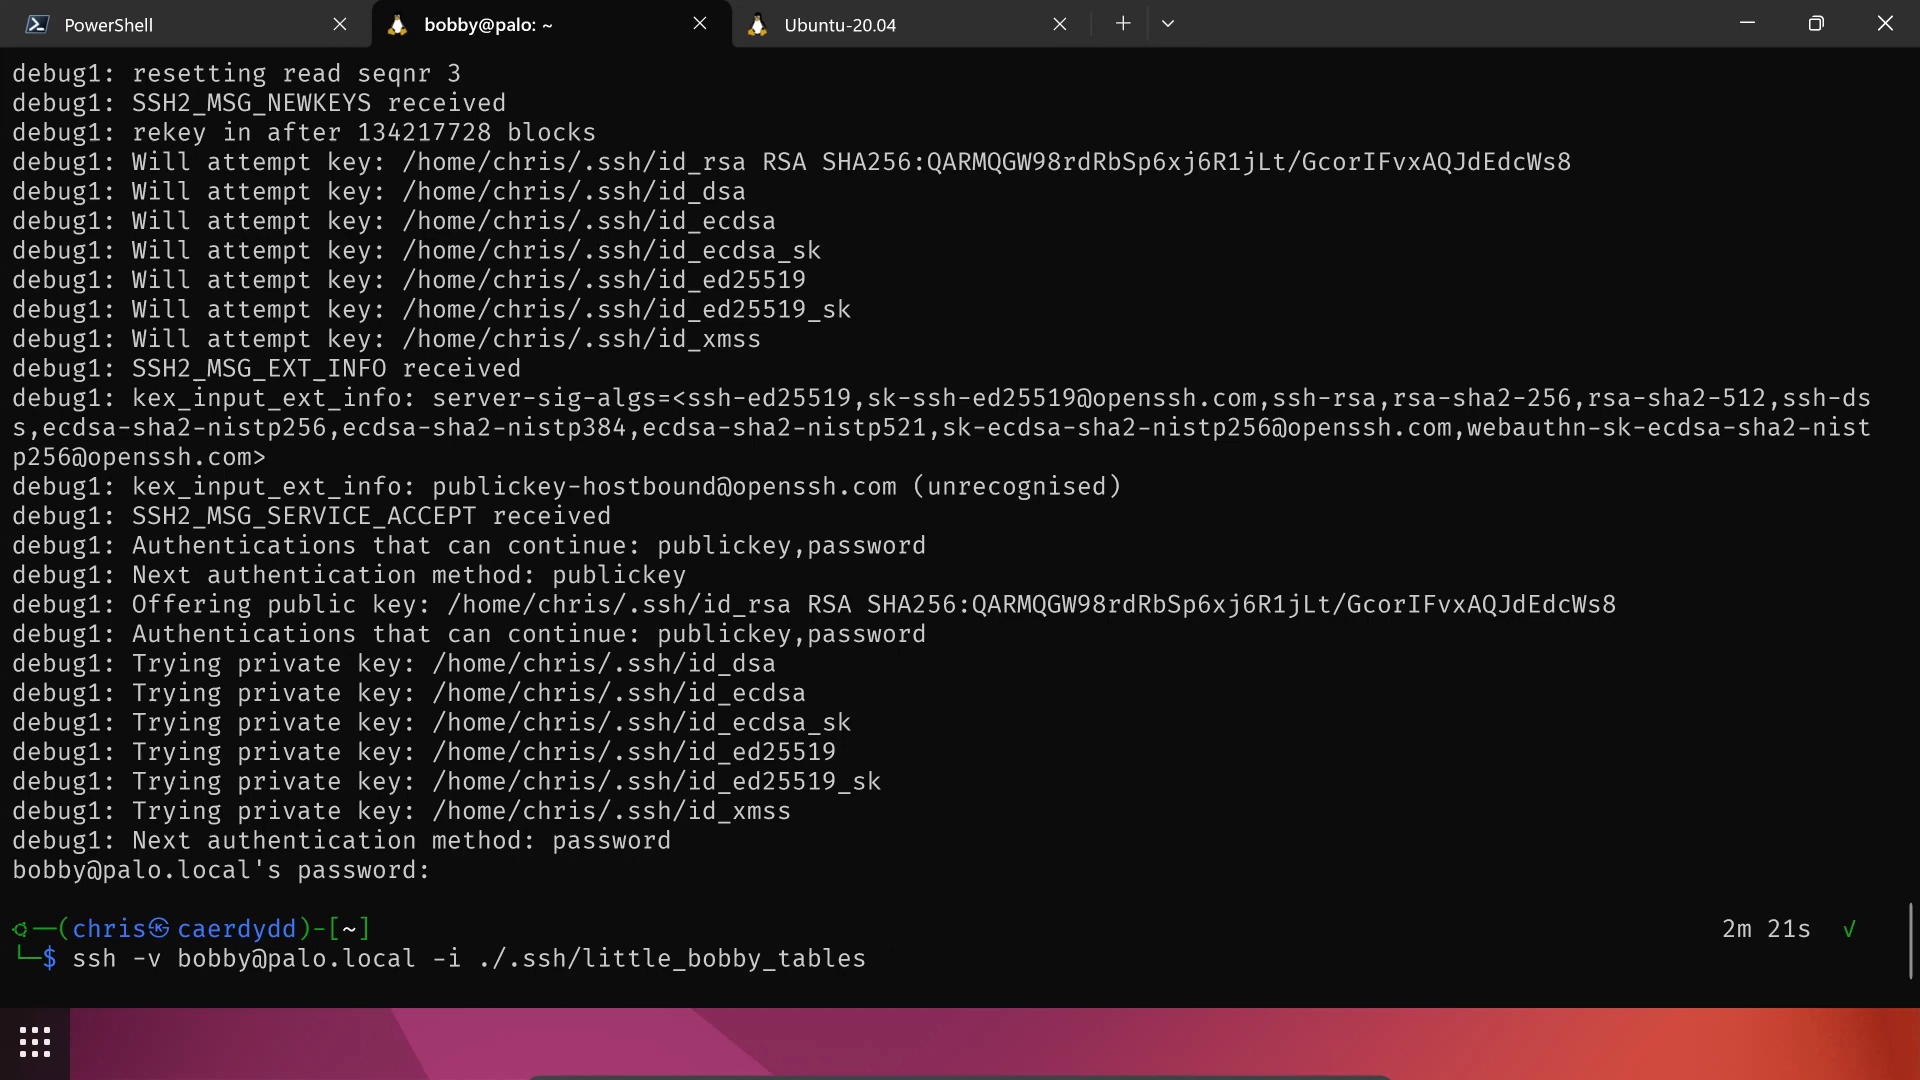 PowerShell
bobby@palo: ~
Ubuntu-20.04
debug1: resetting read seqnr 3
debug1: SSH2_MSG_NEWKEYS received
debug1: rekey in after 134217728 blocks
debug1: Will attempt key: /home/chris/.ssh/id_rsa RSA SHA256:QARMQGW98rdRbSp6xj6R1jLt/GcorIFvxAQJdEdcWs8
debug1: Will attempt key: /home/chris/.ssh/id_dsa
debug1: Will attempt key: /home/chris/.ssh/id_ecdsa
debug1: Will attempt key: /home/chris/.ssh/id_ecdsa_sk
debug1: Will attempt key: /home/chris/.ssh/id_ed25519
debug1: Will attempt key: /home/chris/.ssh/id_ed25519_sk
debug1: Will attempt key: /home/chris/.ssh/id_xmss
debug1: SSH2_MSG_EXT_INFO received
debug1: kex_input_ext_info: server-sig-algs=<ssh-ed25519,sk-ssh-ed25519@openssh.com,ssh-rsa,rsa-sha2-256,rsa-sha2-512,ssh-ds
s,ecdsa-sha2-nistp256,ecdsa-sha2-nistp384,ecdsa-sha2-nistp521,sk-ecdsa-sha2-nistp256@openssh.com,webauthn-sk-ecdsa-sha2-nist
p256@openssh.com>
debug1: kex_input_ext_info: publickey-hostbound@openssh.com (unrecognised)
debug1: SSH2_MSG_SERVICE_ACCEPT received
debug1: Authentications that can continue: publickey,password
debug1: Next authentication method: publickey
debug1: Offering public key: /home/chris/.ssh/id_rsa RSA SHA256:QARMQGW98rdRbSp6xj6R1jLt/GcorIFvxAQJdEdcWs8
debug1: Authentications that can continue: publickey,password
debug1: Trying private key: /home/chris/.ssh/id_dsa
debug1: Trying private key: /home/chris/.ssh/id_ecdsa
debug1: Trying private key: /home/chris/.ssh/id_ecdsa_sk
debug1: Trying private key: /home/chris/.ssh/id_ed25519
debug1: Trying private key: /home/chris/.ssh/id_ed25519_sk
debug1: Trying private key: /home/chris/.ssh/id_xmss
debug1: Next authentication method: password
bobby@palo.local's password:
(chris㉿caerdydd)-[~] 2m 21s √
└─$ ssh -v bobby@palo.local -i ./.ssh/little_bobby_tables